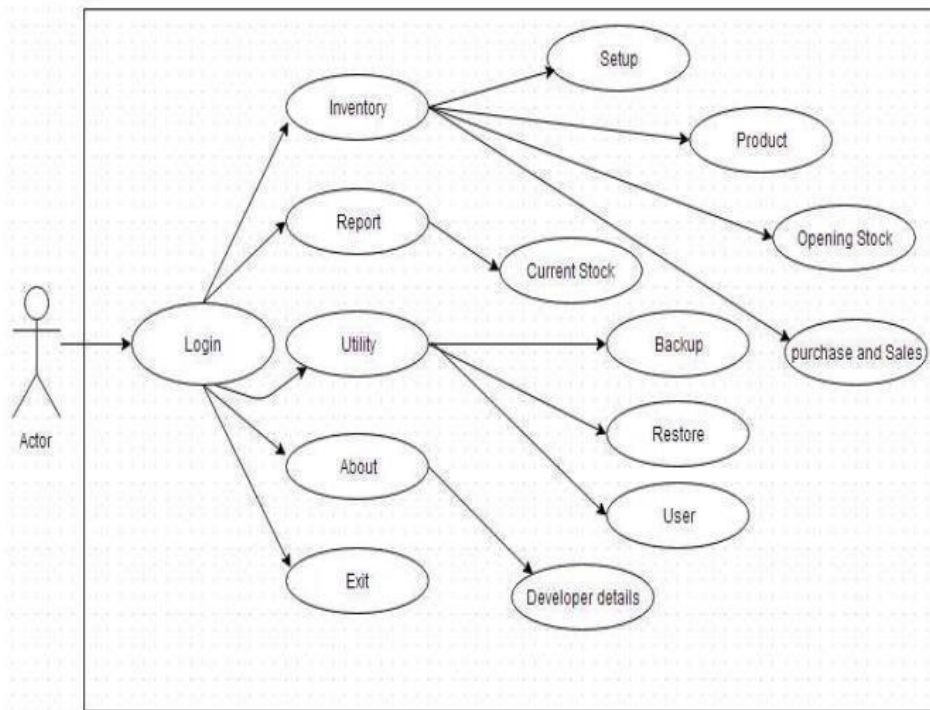 Setup
Inventory
Product
Report
Opening Stock
Current Stock
Login
Utility
Backup
purchase and Sales
Actor
Restore
About
User
Exit
Developer details